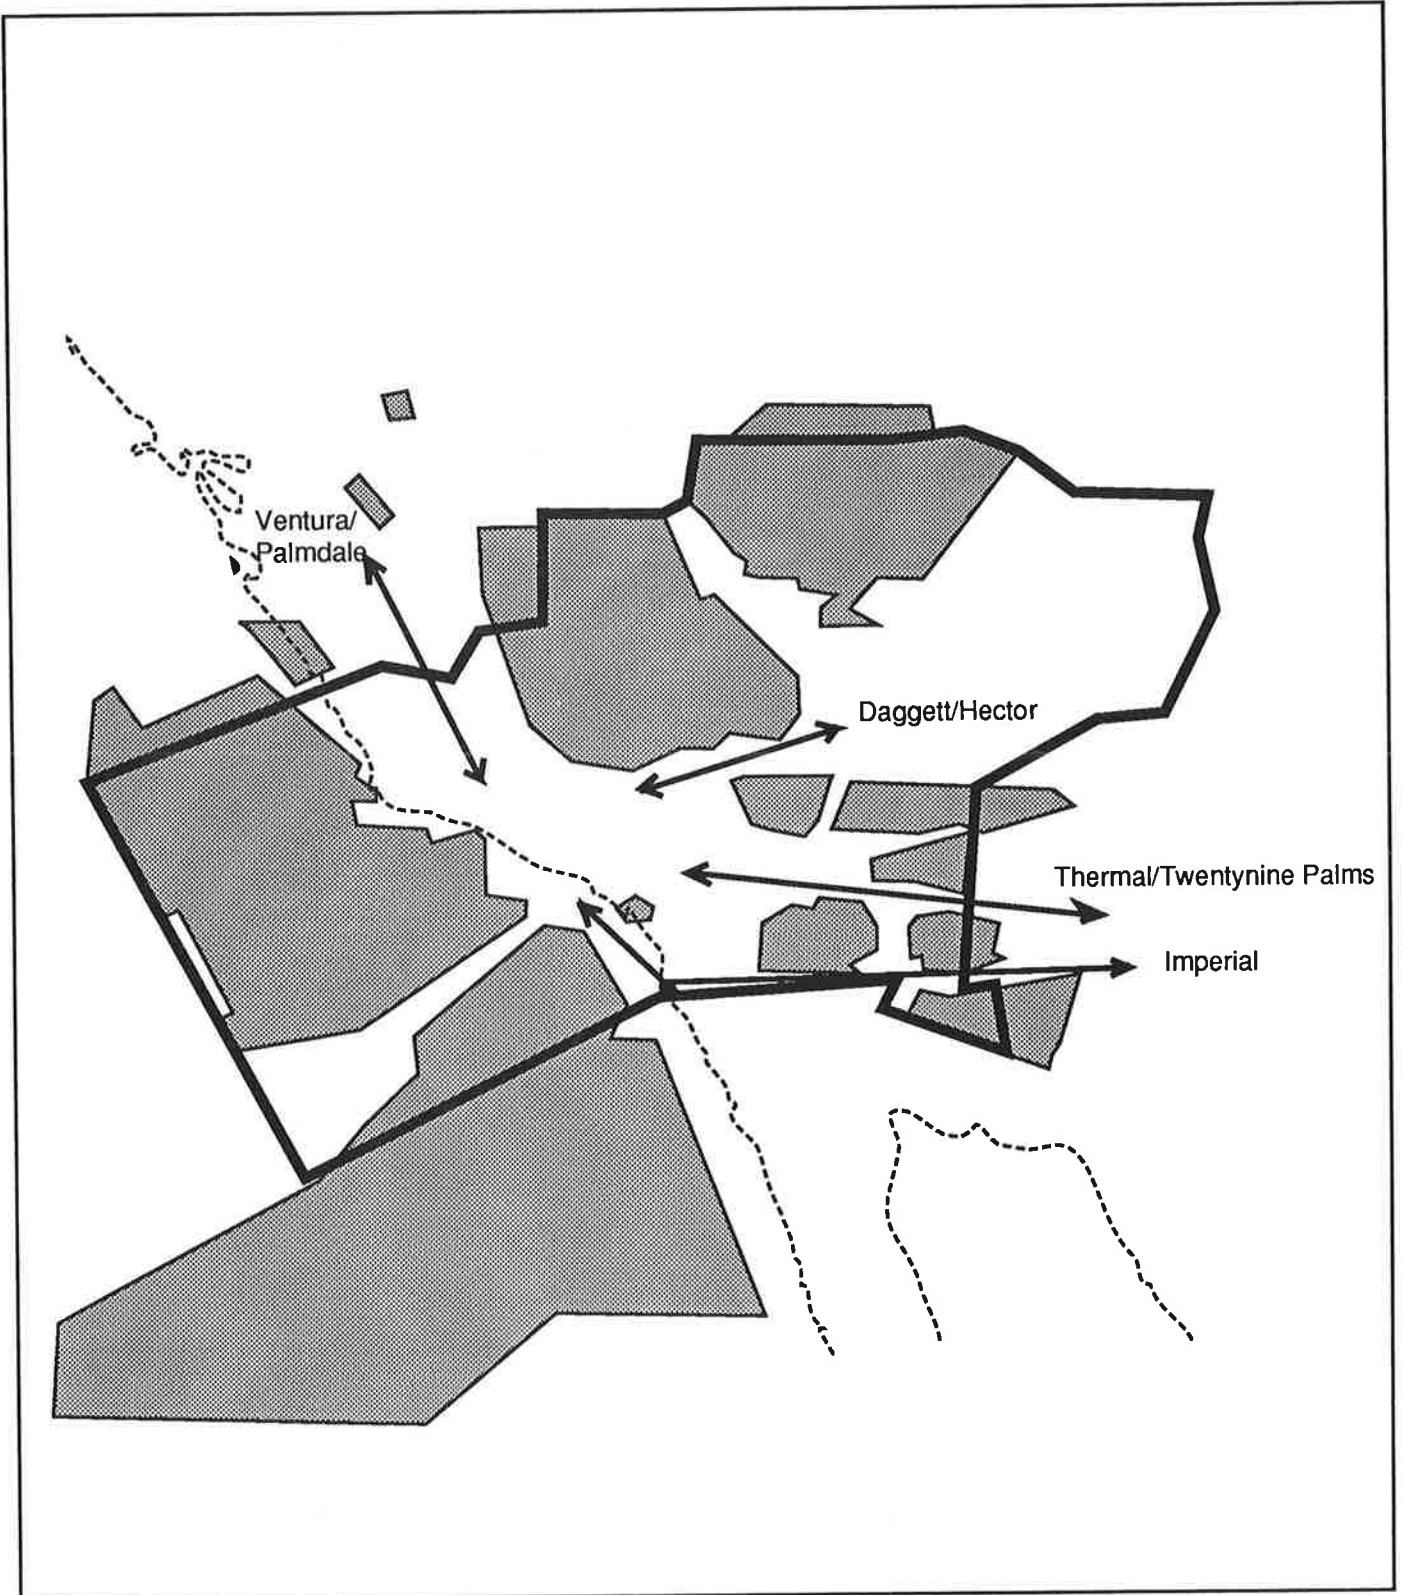 Ventura/
Palmdale
Daggett/Hector
Thermal/Twentynine Palms
Imperial